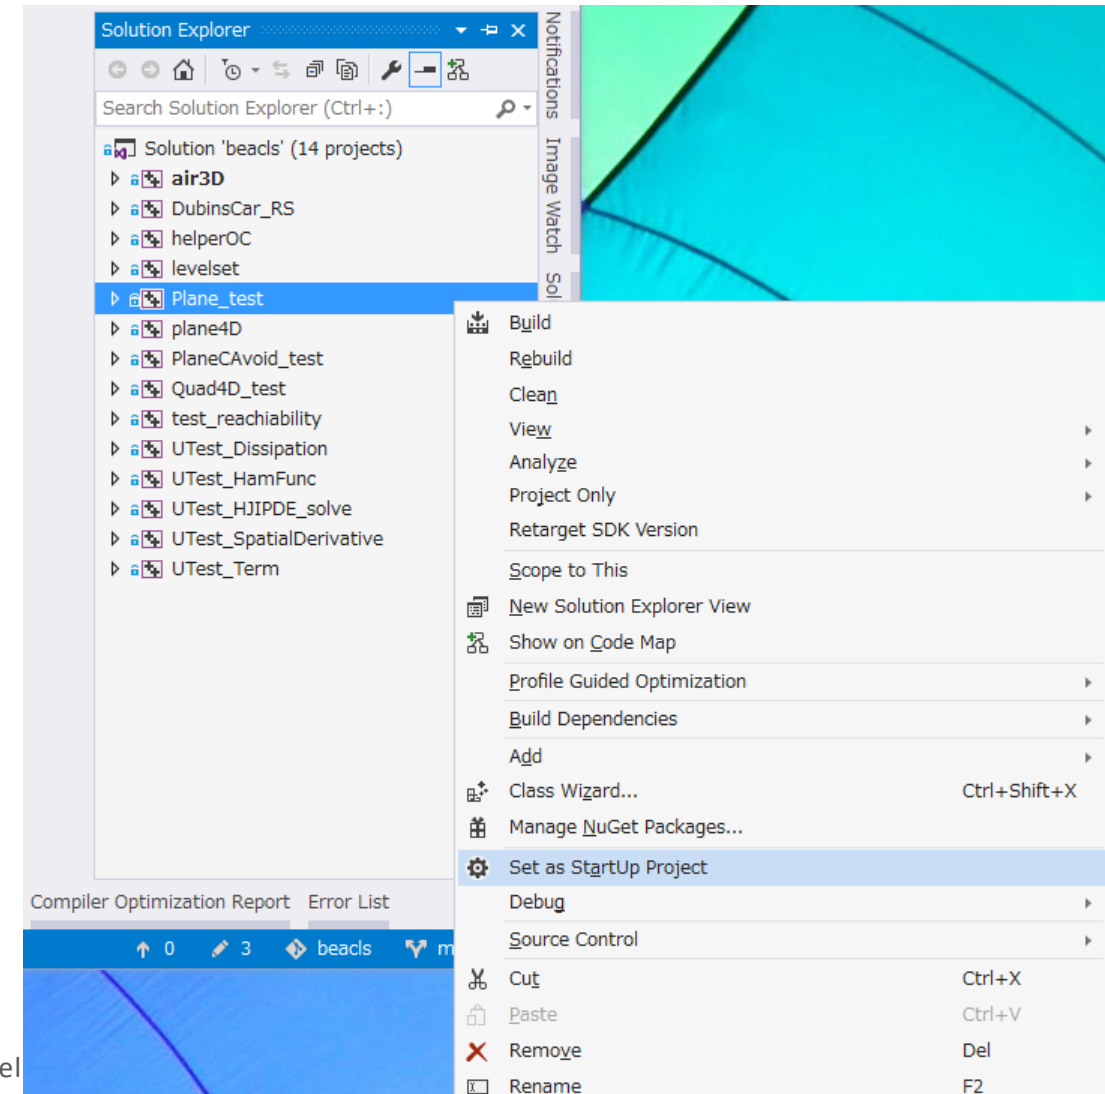 Solution Explorer
Search Solution Explorer (Ctrl+:)
Solution 'beacls' (14 projects)
air3D
DubinsCar_RS
helperOC
levelset
Plane_test
plane4D
PlaneCAvoid_test
Quad4D_test
test_reachiability
UTest_Dissipation
UTest_HamFunc
UTest_HJIPDE_solve
UTest_SpatialDerivative
UTest_Term
Notifications
Image Watch
Sol
Build
Rebuild
Clean
View
Analyze
Project Only
Retarget SDK Version
Scope to This
New Solution Explorer View
Show on Code Map
Profile Guided Optimization
Build Dependencies
Add
Class Wizard... Ctrl+Shift+X
Manage NuGet Packages...
Set as StartUp Project
Debug
Source Control
Cut Ctrl+X
Paste Ctrl+V
Remove Del
Rename F2
Compiler Optimization Report Error List
0 3 beacls m
el